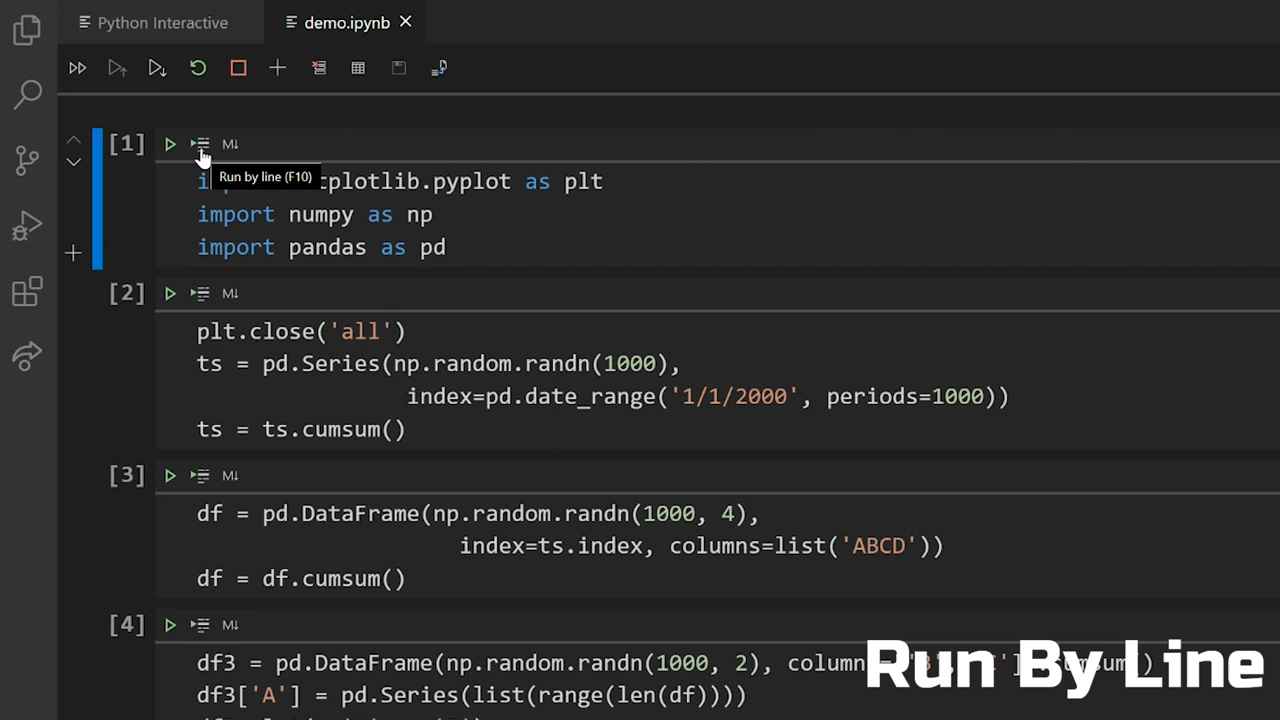 Python Interactive
demo.ipynb
[1]
M↓
Run by line (F10)
tplotlib.pyplot as plt
import numpy as np
import pandas as pd
[2]
M↓
plt.close('all')
ts = pd.Series(np.random.randn(1000),
index=pd.date_range('1/1/2000', periods=1000))
ts = ts.cumsum()
[3]
M↓
df = pd.DataFrame(np.random.randn(1000, 4),
index=ts.index, columns=list('ABCD'))
df = df.cumsum()
[4]
M↓
df3 = pd.DataFrame(np.random.randn(1000, 2), column
df3['A'] = pd.Series(list(range(len(df))))
Run By Line